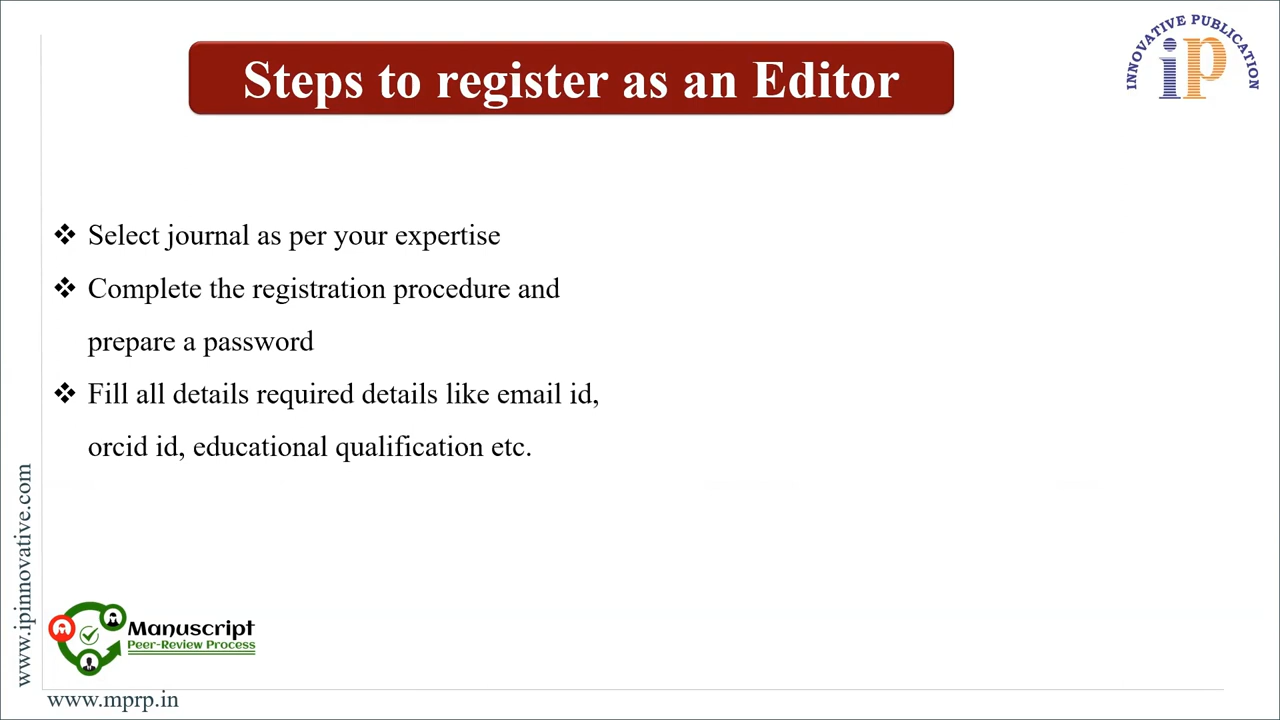 Steps to register as an Editor
INNOVATIVE PUBLICATION
iP
❖ Select journal as per your expertise
❖ Complete the registration procedure and
prepare a password
❖ Fill all details required details like email id,
orcid id, educational qualification etc.
www.ipinnovative.com
Manuscript
Peer-Review Process
www.mprp.in